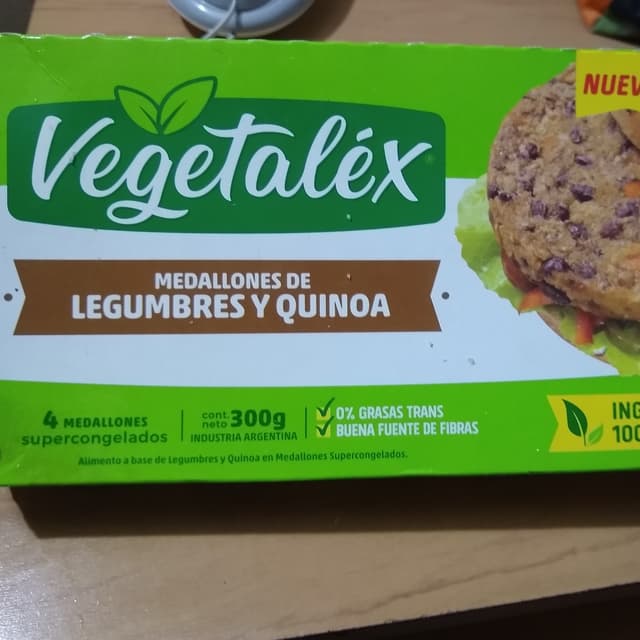 NUEV
Vegetaléx
MEDALLONES DE
LEGUMBRES Y QUINOA
4 MEDALLONES
supercongelados
cont. neto 300g
INDUSTRIA ARGENTINA
0% GRASAS TRANS
BUENA FUENTE DE FIBRAS
ING
100
Alimento a base de Legumbres y Quinoa en Medallones Supercongelados.